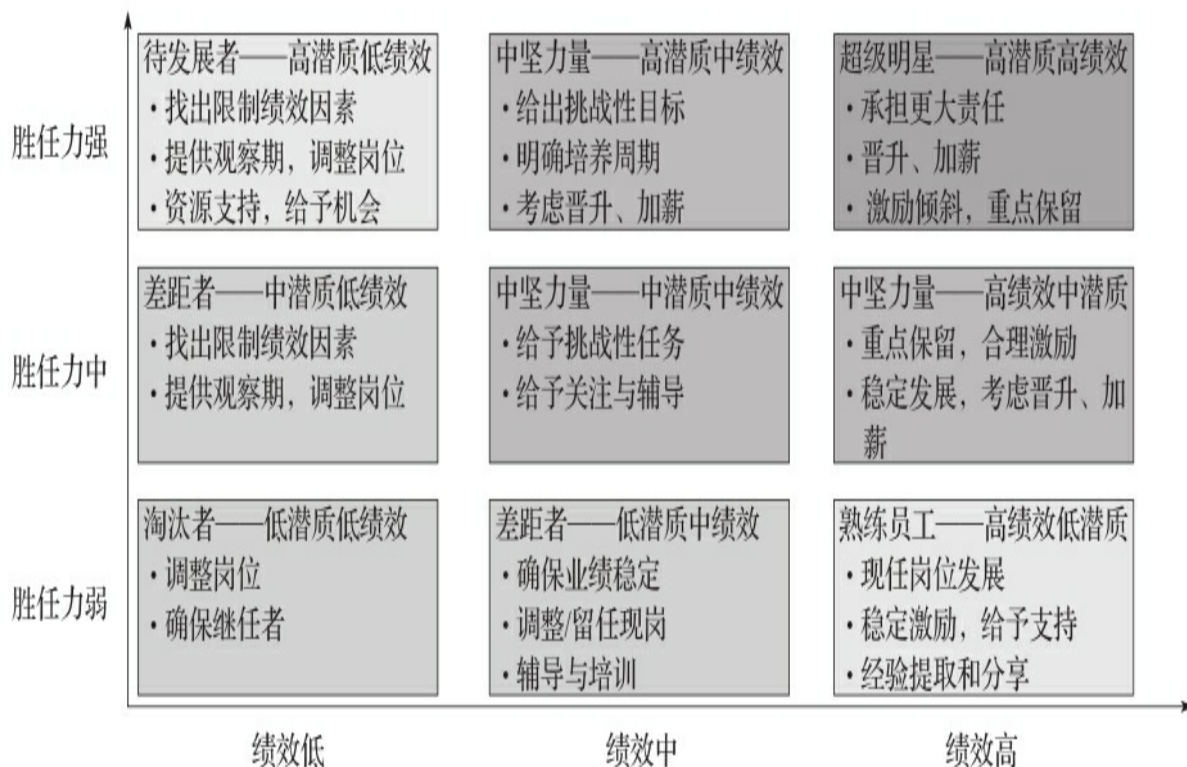 胜任力强
待发展者——高潜质低绩效
·找出限制绩效因素
·提供观察期，调整岗位
·资源支持，给予机会
中坚力量——高潜质中绩效
·给出挑战性目标
·明确培养周期
·考虑晋升、加薪
超级明星——高潜质高绩效
·承担更大责任
·晋升、加薪
·激励倾斜，重点保留
胜任力中
差距者——中潜质低绩效
·找出限制绩效因素
·提供观察期，调整岗位
中坚力量——中潜质中绩效
·给予挑战性任务
·给予关注与辅导
中坚力量——高绩效中潜质
·重点保留，合理激励
·稳定发展，考虑晋升、加
薪
胜任力弱
淘汰者——低潜质低绩效
·调整岗位
·确保继任者
差距者——低潜质中绩效
·确保业绩稳定
·调整/留任现岗
·辅导与培训
熟练员工——高绩效低潜质
·现任岗位发展
·稳定激励，给予支持
·经验提取和分享
绩效低
绩效中
绩效高